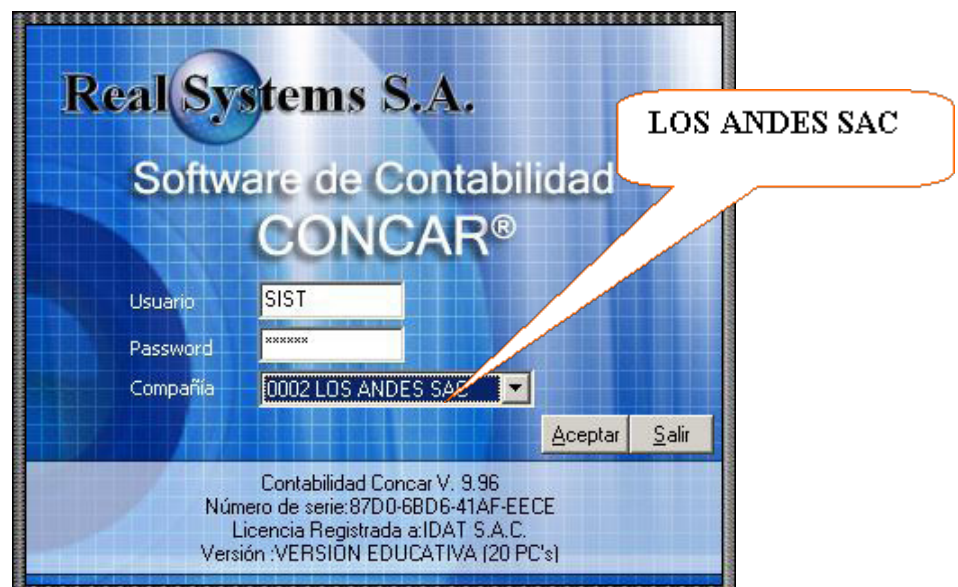 Real Systems S.A.
LOS ANDES SAC
Software de Contabilidad
CONCAR®
Usuario SIST
Password ××××××
Compañía 0002 LOS ANDES SAC
Aceptar Salir
Contabilidad Concar V. 9.96
Número de serie:87D0-6BD6-41AF-EECE
Licencia Registrada a:IDAT S.A.C.
Versión :VERSION EDUCATIVA (20 PC's)